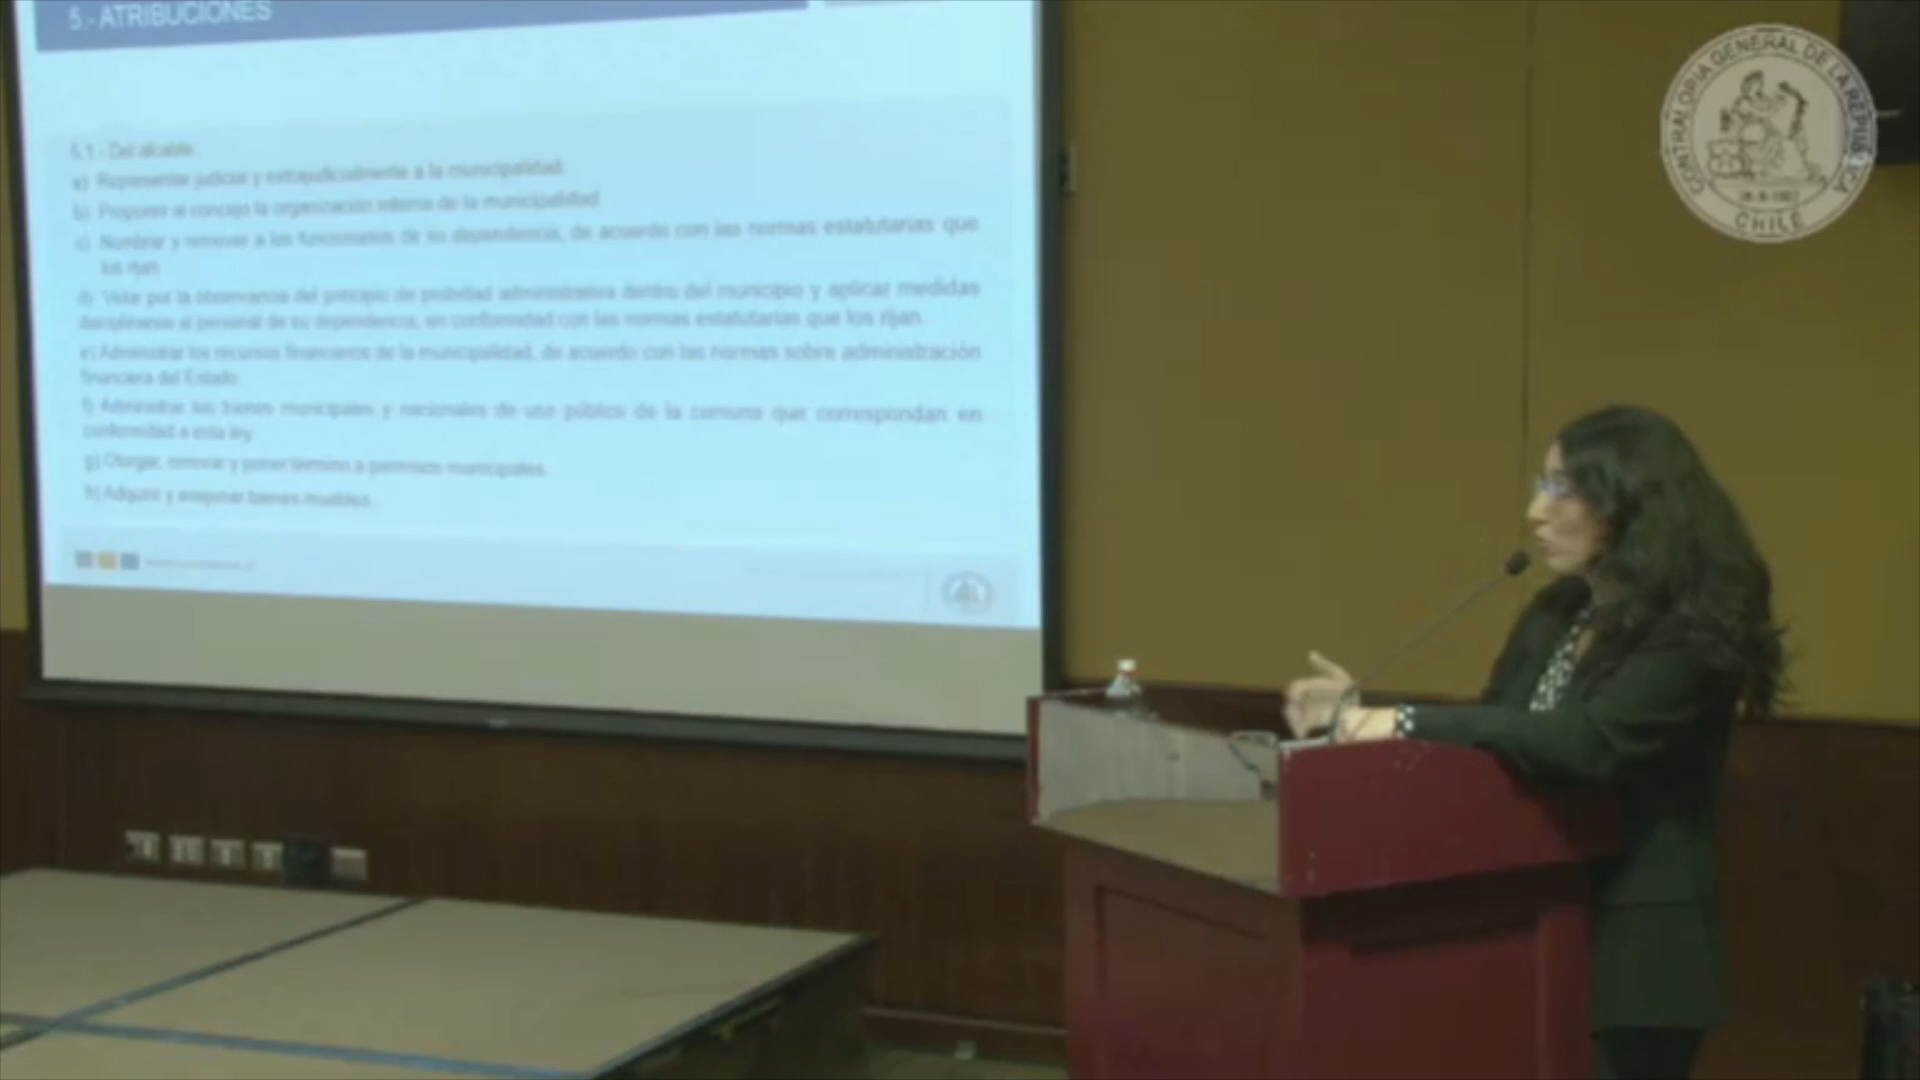 5.- ATRIBUCIONES
CONTRALORIA GENERAL DE LA REPUBLICA
CHILE
5.1.- Del alcalde:
a) Representar judicial y extrajudicialmente a la municipalidad.
b) Proponer al concejo la organización interna de la municipalidad.
c) Nombrar y remover a los funcionarios de su dependencia, de acuerdo con las normas estatutarias que
los rijan.
d) Velar por la observancia del principio de probidad administrativa dentro del municipio y aplicar medidas
disciplinarias al personal de su dependencia, en conformidad con las normas estatutarias que los rijan.
e) Administrar los recursos financieros de la municipalidad, de acuerdo con las normas sobre administración
financiera del Estado.
f) Administrar los bienes municipales y nacionales de uso público de la comuna que correspondan en
conformidad a esta ley.
g) Otorgar, renovar y poner término a permisos municipales.
h) Adquirir y enajenar bienes muebles.